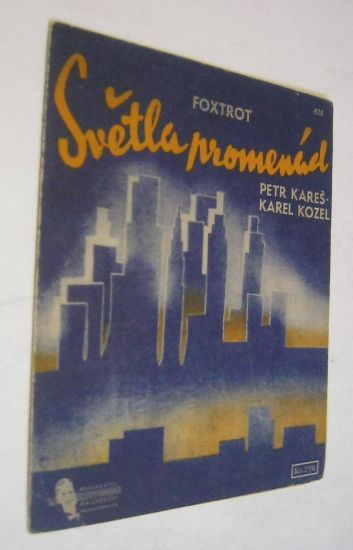 FOXTROT
Světla promenád
PETR KAREŠ-
KAREL KOZEL